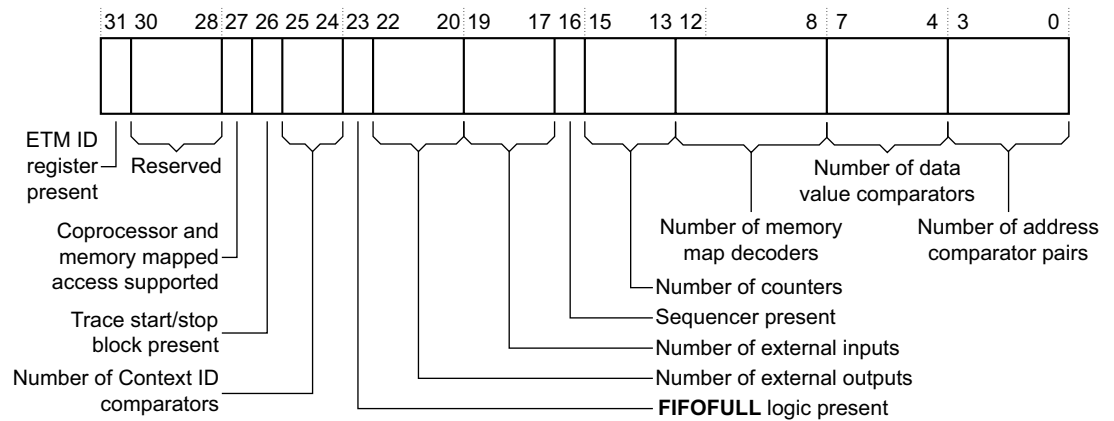 31 30 28 27 26 25 24 23 22 20 19 17 16 15 13 12 8 7 4 3 0
ETM ID
register
present
Reserved
Number of data
value comparators
Coprocessor and
memory mapped
access supported
Number of memory
map decoders
Number of address
comparator pairs
Number of counters
Trace start/stop
block present
Sequencer present
Number of external inputs
Number of Context ID
comparators
Number of external outputs
FIFOFULL logic present